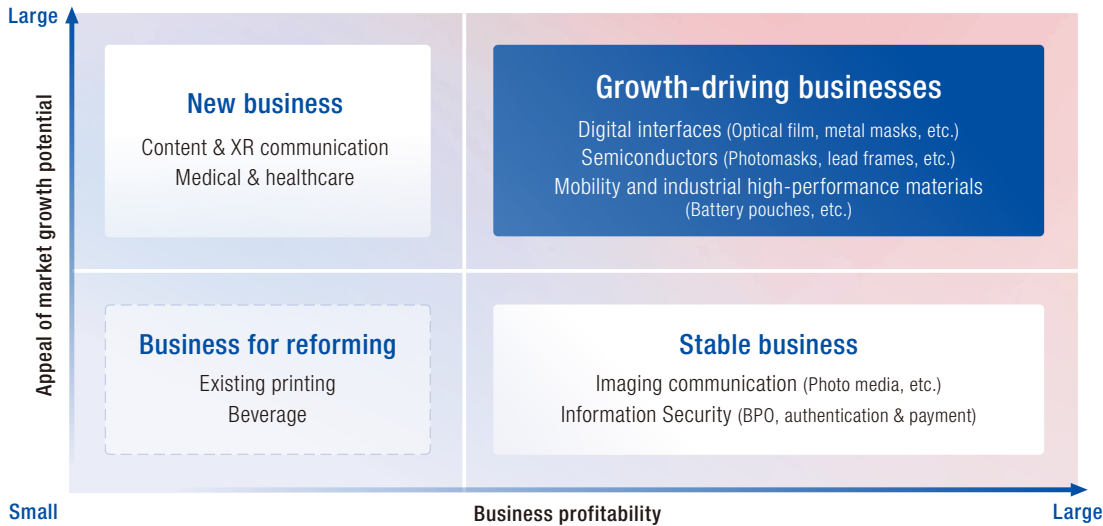 Large
Appeal of market growth potential
New business
Content & XR communication
Medical & healthcare
Growth-driving businesses
Digital interfaces (Optical film, metal masks, etc.)
Semiconductors (Photomasks, lead frames, etc.)
Mobility and industrial high-performance materials
(Battery pouches, etc.)
Business for reforming
Existing printing
Beverage
Stable business
Imaging communication (Photo media, etc.)
Information Security (BPO, authentication & payment)
Small
Business profitability
Large